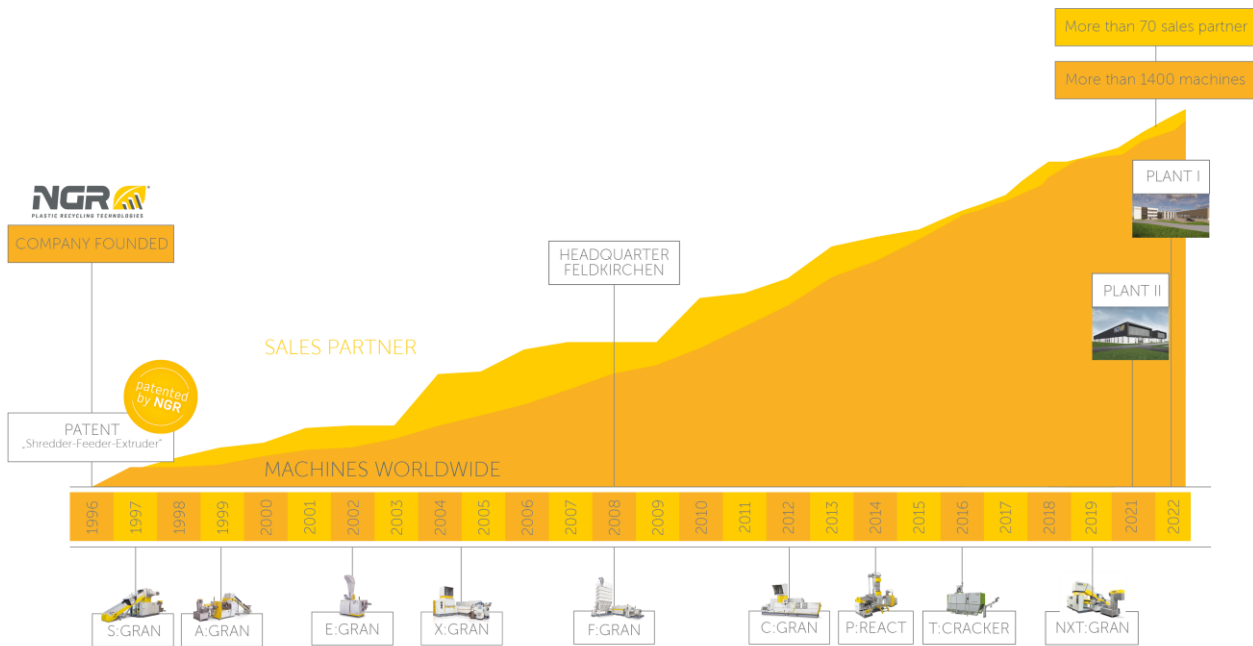 More than 70 sales partner
More than 1400 machines
NGR
PLASTIC RECYCLING TECHNOLOGIES
COMPANY FOUNDED
PLANT I
HEADQUARTER
FELDKIRCHEN
PLANT II
SALES PARTNER
patented
by NGR
PATENT
„Shredder-Feeder-Extruder"
MACHINES WORLDWIDE
1996 1997 1998 1999 2000 2001 2002 2003 2004 2005 2006 2007 2008 2009 2010 2011 2012 2013 2014 2015 2016 2017 2018 2019 2021 2022
S:GRAN A:GRAN E:GRAN X:GRAN F:GRAN C:GRAN P:REACT T:CRACKER NXT:GRAN